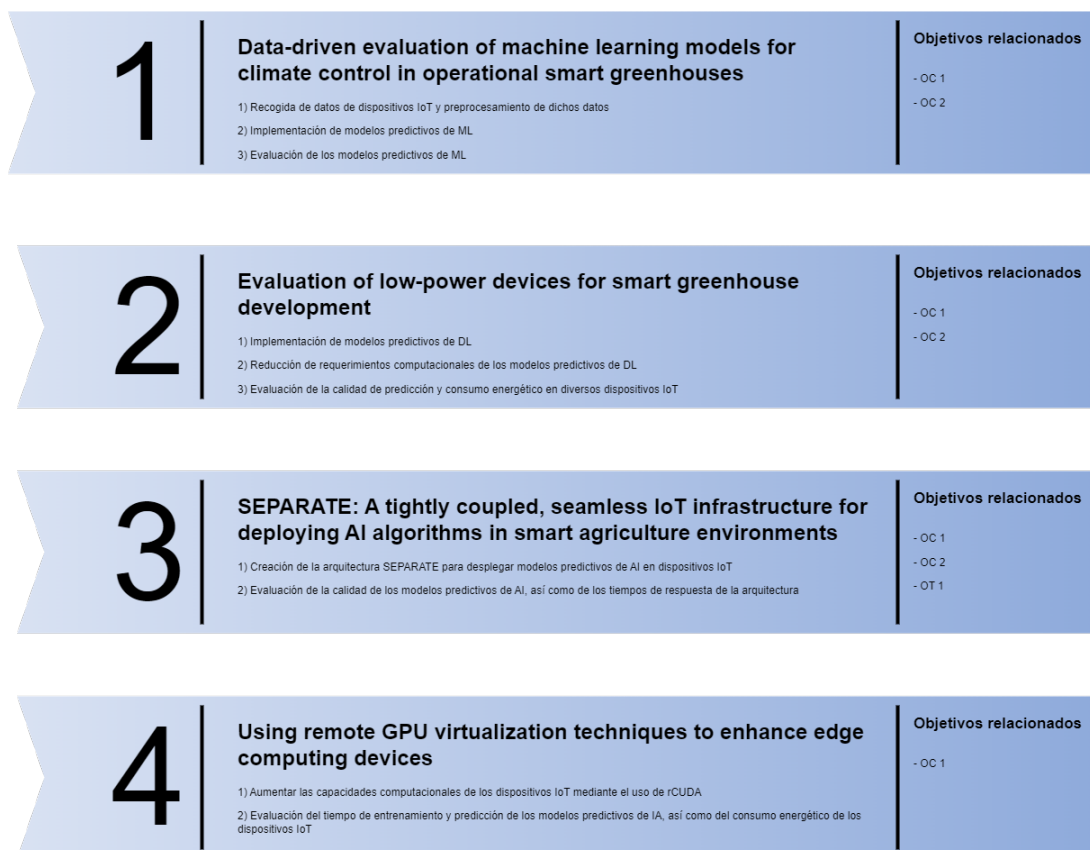 1
Data-driven evaluation of machine learning models for
climate control in operational smart greenhouses
1) Recogida de datos de dispositivos IoT y preprocesamiento de dichos datos
2) Implementación de modelos predictivos de ML
3) Evaluación de los modelos predictivos de ML
Objetivos relacionados
- OC 1
- OC 2
2
Evaluation of low-power devices for smart greenhouse
development
1) Implementación de modelos predictivos de DL
2) Reducción de requerimientos computacionales de los modelos predictivos de DL
3) Evaluación de la calidad de predicción y consumo energético en diversos dispositivos IoT
Objetivos relacionados
- OC 1
- OC 2
3
SEPARATE: A tightly coupled, seamless IoT infrastructure for
deploying AI algorithms in smart agriculture environments
1) Creación de la arquitectura SEPARATE para desplegar modelos predictivos de AI en dispositivos IoT
2) Evaluación de la calidad de los modelos predictivos de AI, así como de los tiempos de respuesta de la arquitectura
Objetivos relacionados
- OC 1
- OC 2
- OT 1
4
Using remote GPU virtualization techniques to enhance edge
computing devices
1) Aumentar las capacidades computacionales de los dispositivos IoT mediante el uso de rCUDA
2) Evaluación del tiempo de entrenamiento y predicción de los modelos predictivos de IA, así como del consumo energético de los
dispositivos IoT
Objetivos relacionados
- OC 1